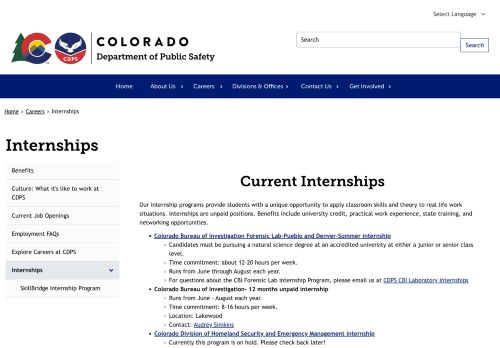 Select Language
COLORADO
Department of Public Safety
CDPS
Search
Search
Home
About Us
Careers
Divisions & Offices
Contact Us
Get Involved
Home › Careers › Internships
Internships
Benefits
Culture: What it's like to work at
CDPS
Current Job Openings
Employment FAQs
Explore Careers at CDPS
Internships
SkillBridge Internship Program
Current Internships
Our internship programs provide students with a unique opportunity to apply classroom skills and theory to real life work
situations. Internships are unpaid positions. Benefits include university credit, practical work experience, state training, and
networking opportunities.
• Colorado Bureau of Investigation Forensic Lab-Pueblo and Denver-Summer internship
◦ Candidates must be pursuing a natural science degree at an accredited university at either a junior or senior class
level.
◦ Time commitment: about 12-20 hours per week.
◦ Runs from June through August each year.
◦ For questions about the CBI Forensic Lab Internship Program, please email us at CDPS CBI Laboratory Internships
• Colorado Bureau of Investigation- 12 months unpaid internship
◦ Runs from June - August each year.
◦ Time commitment: 8-16 hours per week.
◦ Location: Lakewood
◦ Contact: Audrey Simkins
• Colorado Division of Homeland Security and Emergency Management internship
◦ Currently this program is on hold. Please check back later!